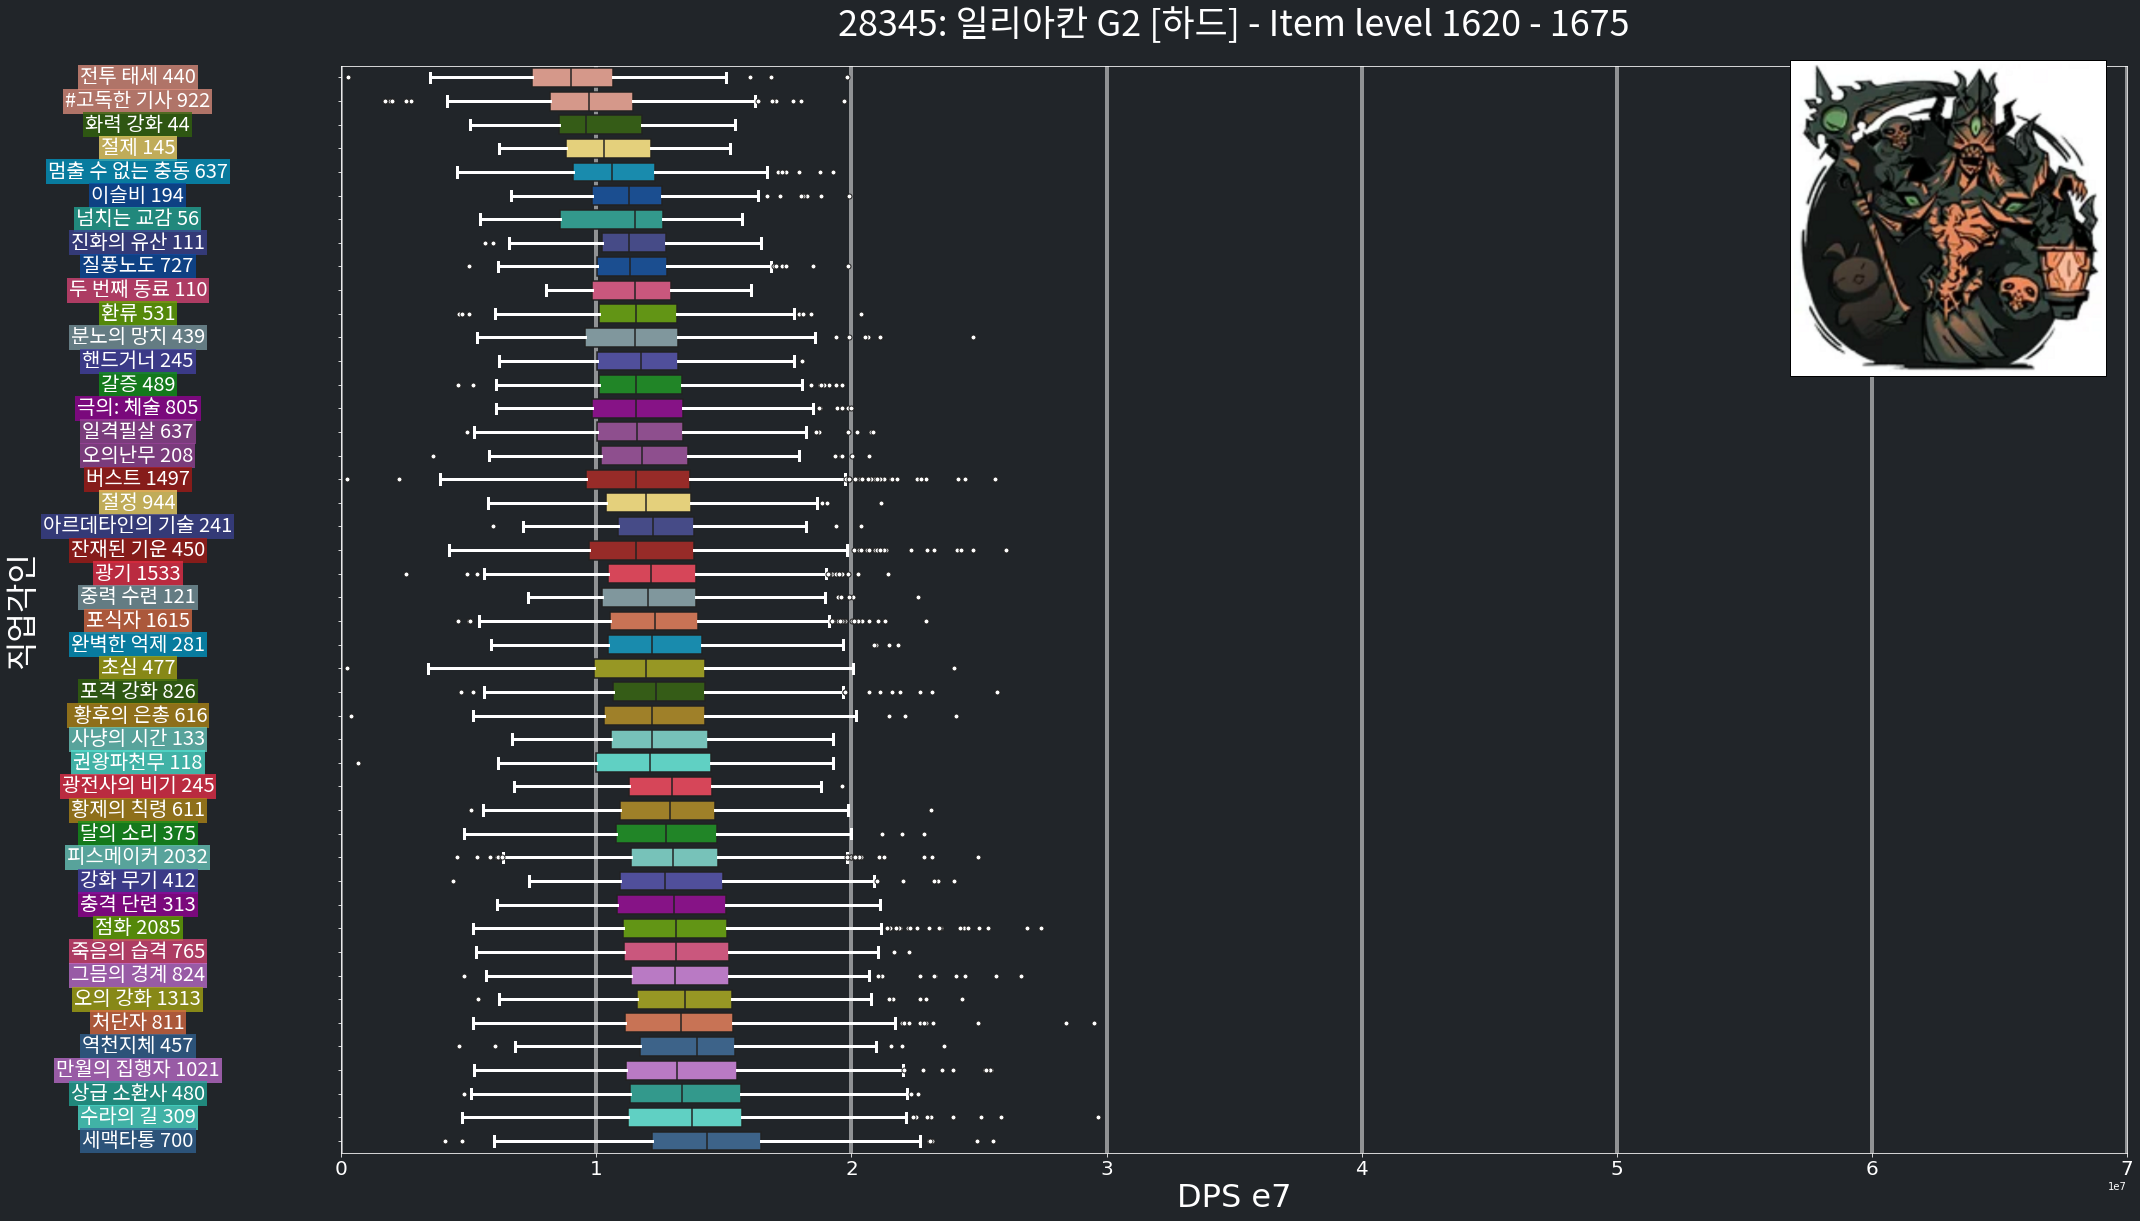 28345: 일리아칸 G2 [하드] - Item level 1620 - 1675
전투 태세 440
#고독한 기사 922
화력 강화 44
절제 145
멈출 수 없는 충동 637
이슬비 194
넘치는 교감 56
진화의 유산 111
질풍노도 727
두 번째 동료 110
환류 531
분노의 망치 439
핸드거너 245
갈증 489
극의: 체술 805
일격필살 637
오의난무 208
버스트 1497
절정 944
아르데타인의 기술 241
잔재된 기운 450
광기 1533
중력 수련 121
포식자 1615
완벽한 억제 281
초심 477
포격 강화 826
황후의 은총 616
사냥의 시간 133
권왕파천무 118
광전사의 비기 245
황제의 칙령 611
달의 소리 375
피스메이커 2032
강화 무기 412
충격 단련 313
점화 2085
죽음의 습격 765
그믐의 경계 824
오의 강화 1313
처단자 811
역천지체 457
만월의 집행자 1021
상급 소환사 480
수라의 길 309
세맥타통 700
직업각인
0 1 2 3 4 5 6 7
1e7
DPS e7